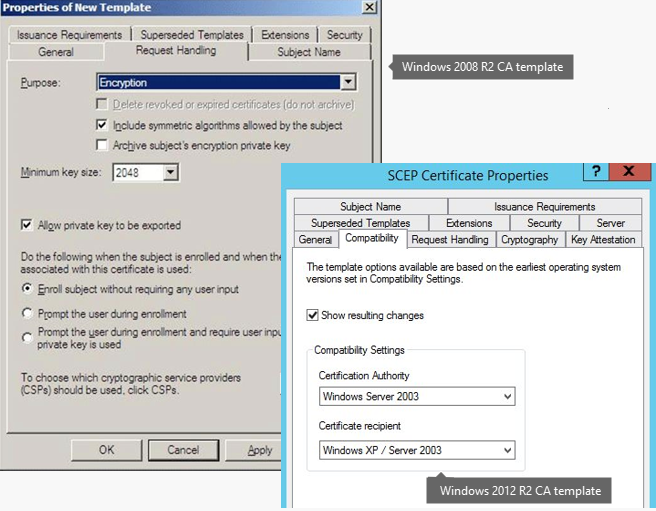 Properties of New Template
Issuance Requirements
Superseded Templates
Extensions
Security
General
Request Handling
Subject Name
Purpose:
Encryption
Delete revoked or expired certificates (do not archive)
Include symmetric algorithms allowed by the subject
Archive subject's encryption private key
Minimum key size:
2048
Allow private key to be exported
Do the following when the subject is enrolled and when the
associated with this certificate is used:
Enroll subject without requiring any user input
Prompt the user during enrollment
Prompt the user during enrollment and require user inpu
private key is used
To choose which cryptographic service providers
(CSPs) should be used, click CSPs.
OK
Cancel
Apply
Windows 2008 R2 CA template
SCEP Certificate Properties
?
X
Subject Name
Issuance Requirements
Superseded Templates
Extensions
Security
Server
General
Compatibility
Request Handling
Cryptography
Key Attestation
The template options available are based on the earliest operating system
versions set in Compatibility Settings.
Show resulting changes
Compatibility Settings
Certification Authority
Windows Server 2003
Certificate recipient
Windows XP / Server 2003
Windows 2012 R2 CA template